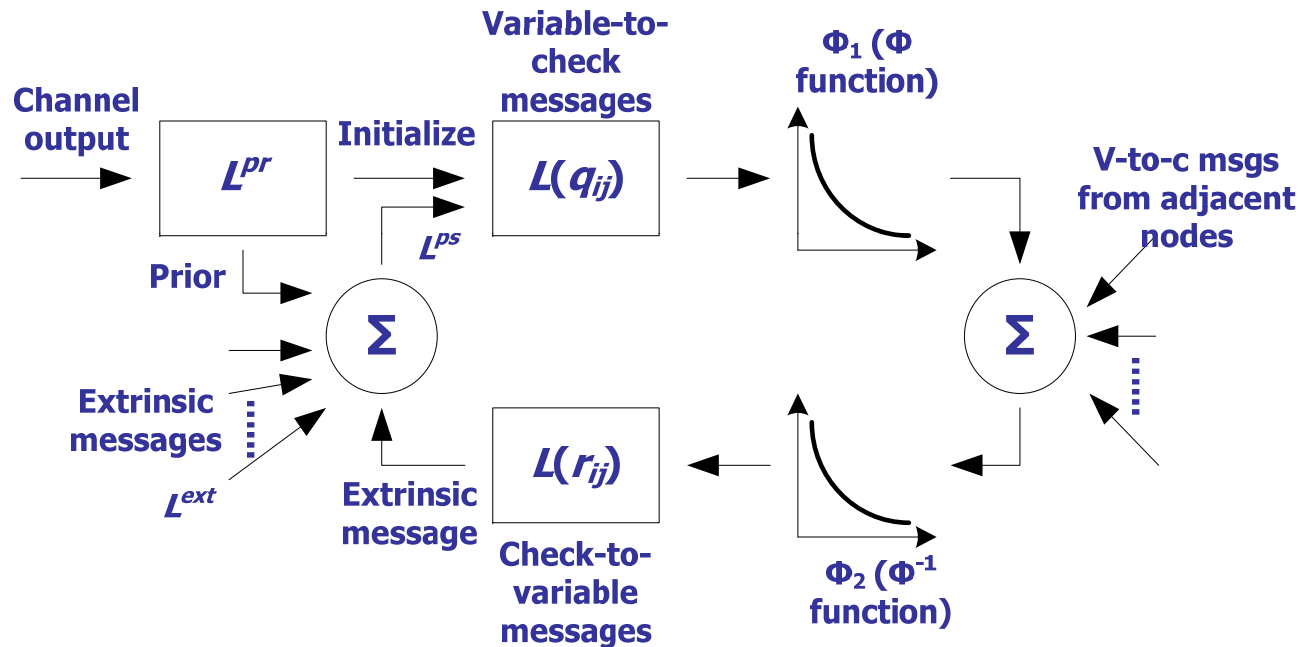 Variable-to-
check
messages
Φ₁ (Φ
function)
Channel
output
L^pr
Initialize
L(q_ij)
V-to-c msgs
from adjacent
nodes
L^ps
Prior
Σ
Σ
Extrinsic
messages
L^ext
L(r_ij)
Extrinsic
message
Check-to-
variable
messages
Φ₂ (Φ⁻¹
function)